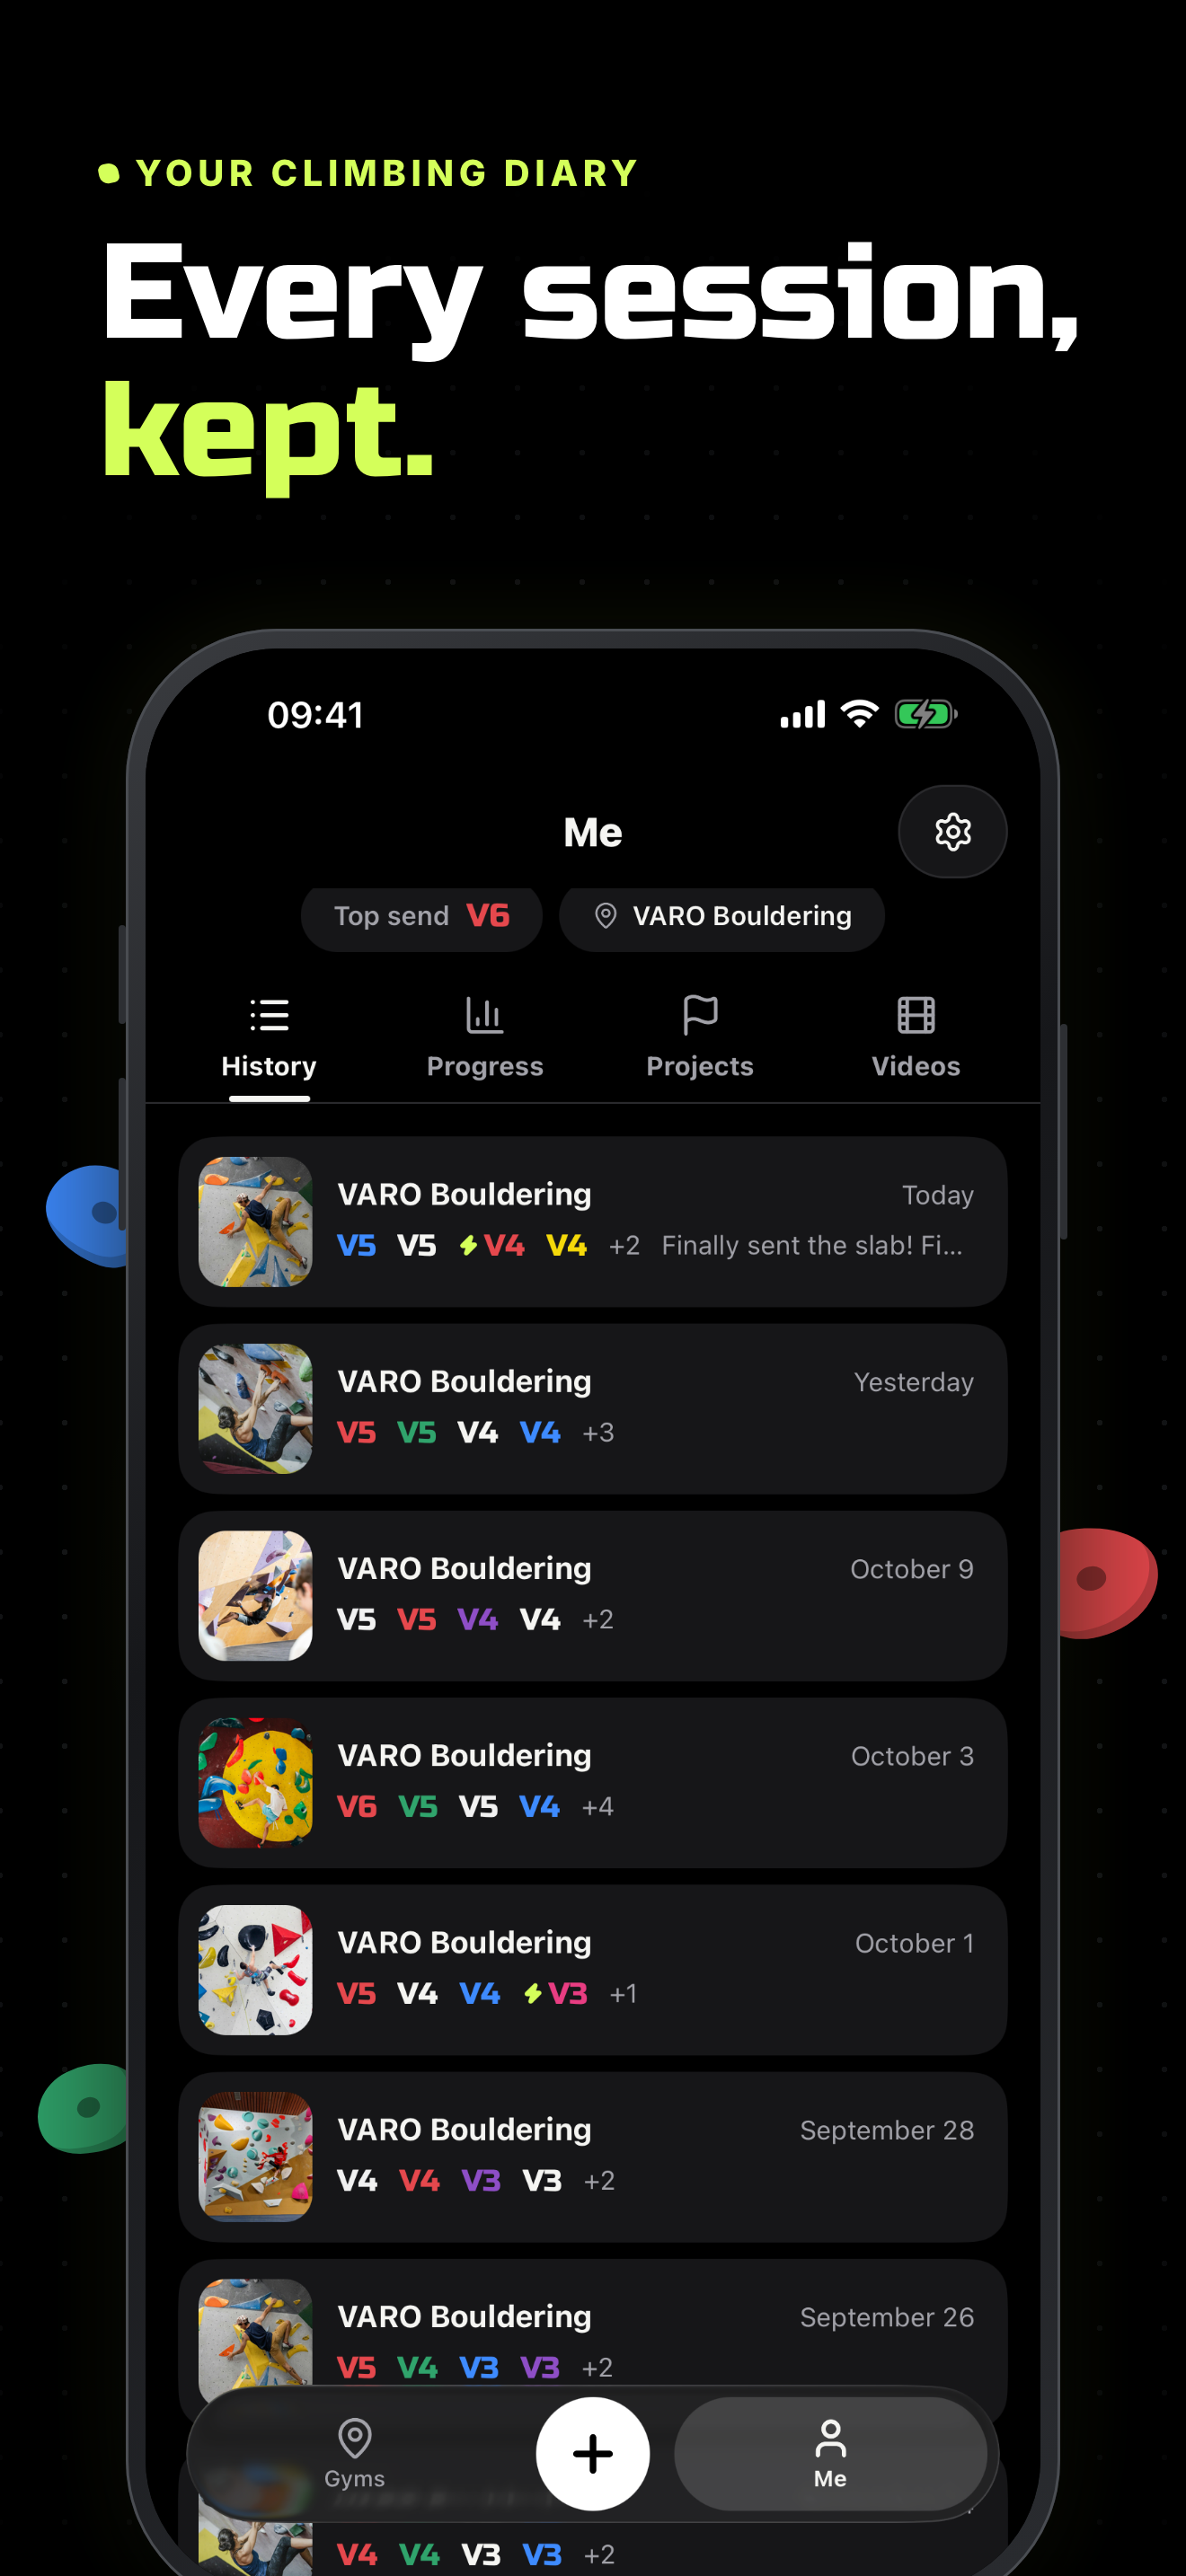 YOUR CLIMBING DIARY
Every session,
kept.
09:41
Me
Top send V6 VARO Bouldering
History Progress Projects Videos
VARO Bouldering Today
V5 V5 V4 V4 +2 Finally sent the slab! Fi...
VARO Bouldering Yesterday
V5 V5 V4 V4 +3
VARO Bouldering October 9
V5 V5 V4 V4 +2
VARO Bouldering October 3
V6 V5 V5 V4 +4
VARO Bouldering October 1
V5 V4 V4 V3 +1
VARO Bouldering September 28
V4 V4 V3 V3 +2
VARO Bouldering September 26
V5 V4 V3 V3 +2
Gyms Me
V4 V4 V3 V3 +2